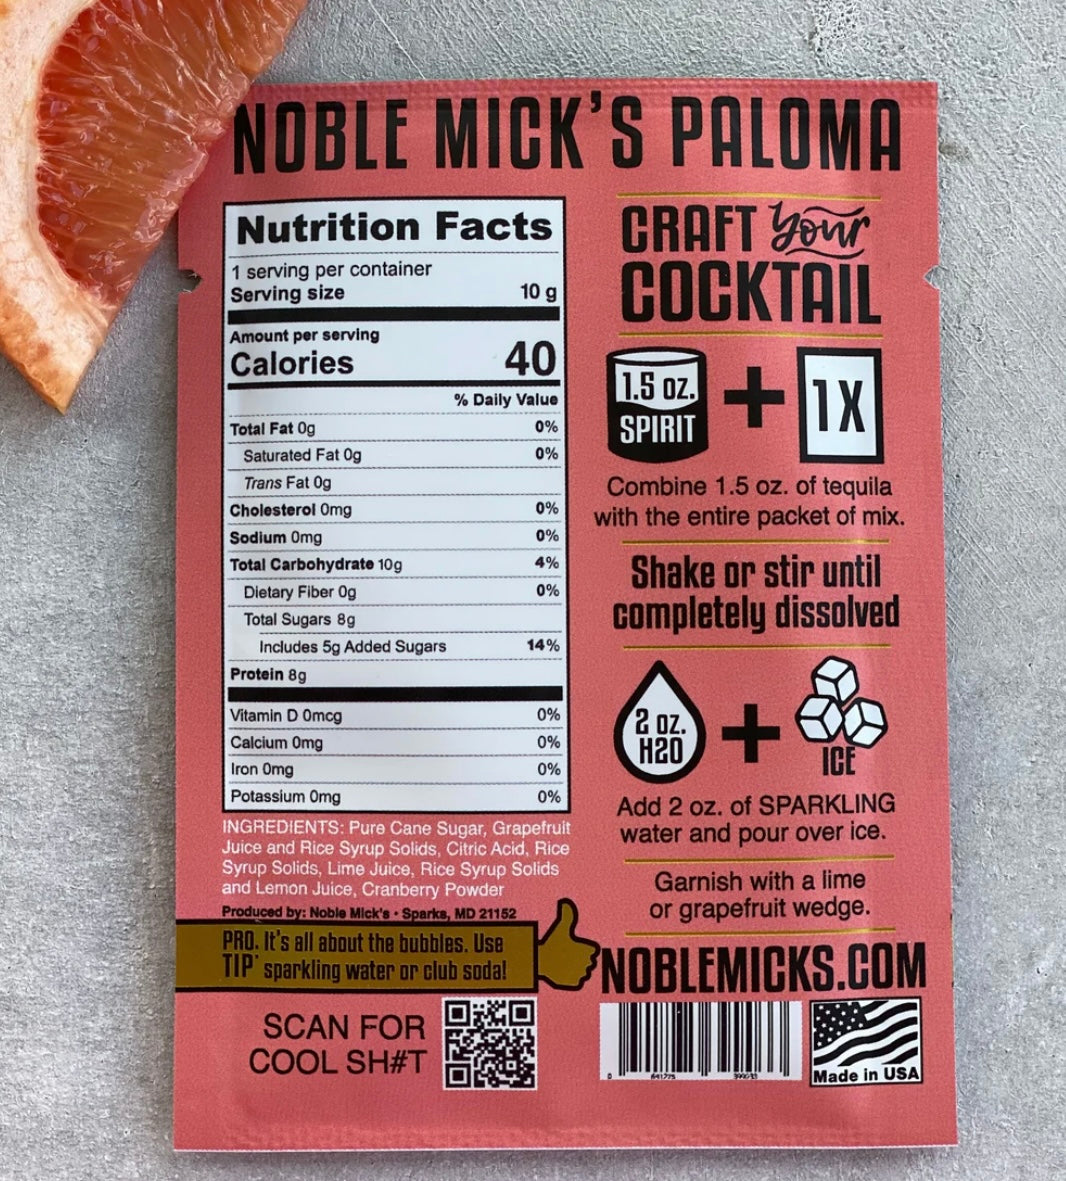 NOBLE MICK'S PALOMA
Nutrition Facts
1 serving per container
Serving size 10 g
Amount per serving
Calories 40
% Daily Value
Total Fat 0g 0%
Saturated Fat 0g 0%
Trans Fat 0g
Cholesterol 0mg 0%
Sodium 0mg 0%
Total Carbohydrate 10g 4%
Dietary Fiber 0g 0%
Total Sugars 8g
Includes 5g Added Sugars 14%
Protein 8g
Vitamin D 0mcg 0%
Calcium 0mg 0%
Iron 0mg 0%
Potassium 0mg 0%
INGREDIENTS: Pure Cane Sugar, Grapefruit
Juice and Rice Syrup Solids, Citric Acid, Rice
Syrup Solids, Lime Juice, Rice Syrup Solids
and Lemon Juice, Cranberry Powder
Produced by: Noble Mick's • Sparks, MD 21152
PRO. It's all about the bubbles. Use
TIP* sparkling water or club soda!
SCAN FOR
COOL SH#T
CRAFT Your
COCKTAIL
1.5 oz.
SPIRIT
+
1X
Combine 1.5 oz. of tequila
with the entire packet of mix.
Shake or stir until
completely dissolved
2 oz.
H2O
+
ICE
Add 2 oz. of SPARKLING
water and pour over ice.
Garnish with a lime
or grapefruit wedge.
NOBLEMICKS.COM
Made in USA